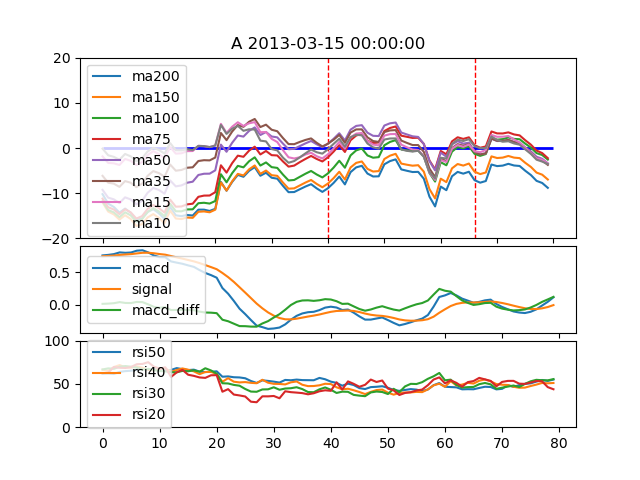 A 2013-03-15 00:00:00
20
10
0
−10
−20
ma200
ma150
ma100
ma75
ma50
ma35
ma15
ma10
0.5
0.0
macd
signal
macd_diff
100
50
0
rsi50
rsi40
rsi30
rsi20
0 10 20 30 40 50 60 70 80